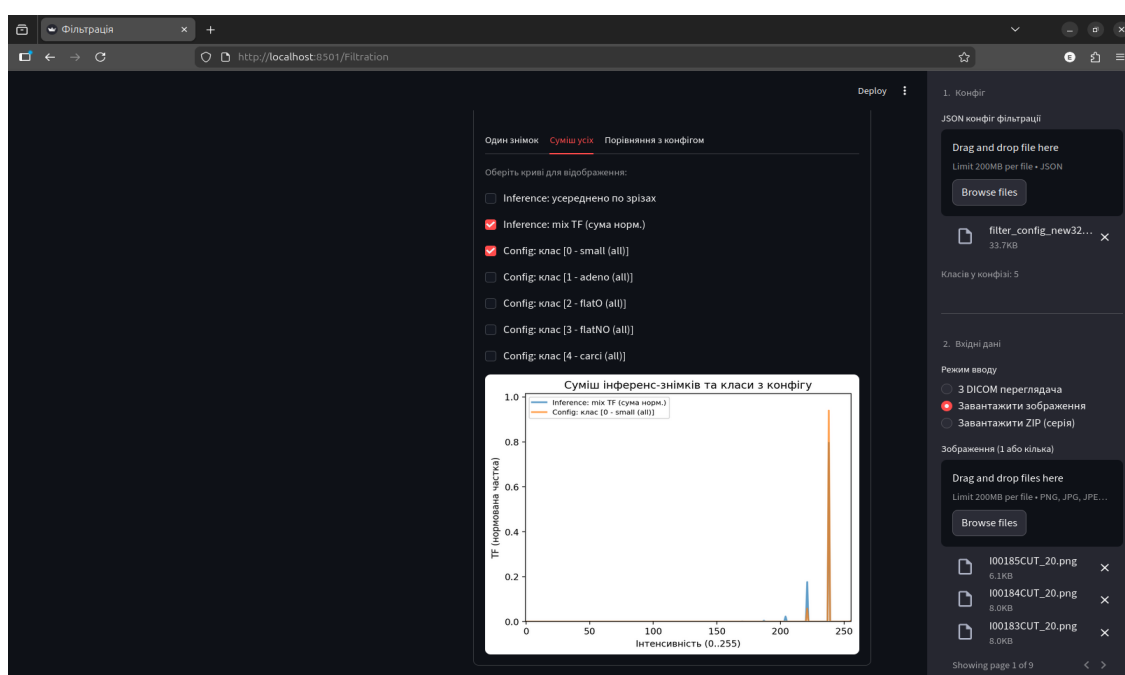 Фільтрація
http://localhost:8501/Filtration
E
Deploy
Один знімок Суміш усіх Порівняння з конфігом
Оберіть криві для відображення:
Inference: усереднено по зрізах
Inference: mix TF (сума норм.)
Config: клас [0 - small (all)]
Config: клас [1 - adeno (all)]
Config: клас [2 - flatO (all)]
Config: клас [3 - flatNO (all)]
Config: клас [4 - carci (all)]
Суміш інференс-знімків та класи з конфігу
Inference: mix TF (сума норм.)
Config: клас [0 - small (all)]
TF (нормована частка)
1.0
0.8
0.6
0.4
0.2
0.0
0 50 100 150 200 250
Інтенсивність (0..255)
1. Конфіг
JSON конфіг фільтрації
Drag and drop file here
Limit 200MB per file • JSON
Browse files
filter_config_new32...
33.7KB
Класів у конфізі: 5
2. Вхідні дані
Режим вводу
З DICOM переглядача
Завантажити зображення
Завантажити ZIP (серія)
Зображення (1 або кілька)
Drag and drop files here
Limit 200MB per file • PNG, JPG, JPE...
Browse files
I00185CUT_20.png
6.1KB
I00184CUT_20.png
8.0KB
I00183CUT_20.png
8.0KB
Showing page 1 of 9